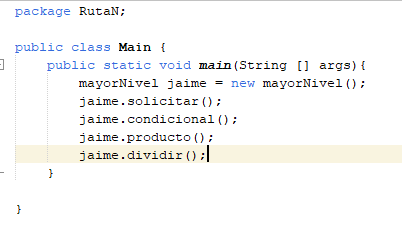 package RutaN;
public class Main {
public static void main(String [] args){
mayorNivel jaime = new mayorNivel();
jaime.solicitar();
jaime.condicional();
jaime.producto();
jaime.dividir();
}
}